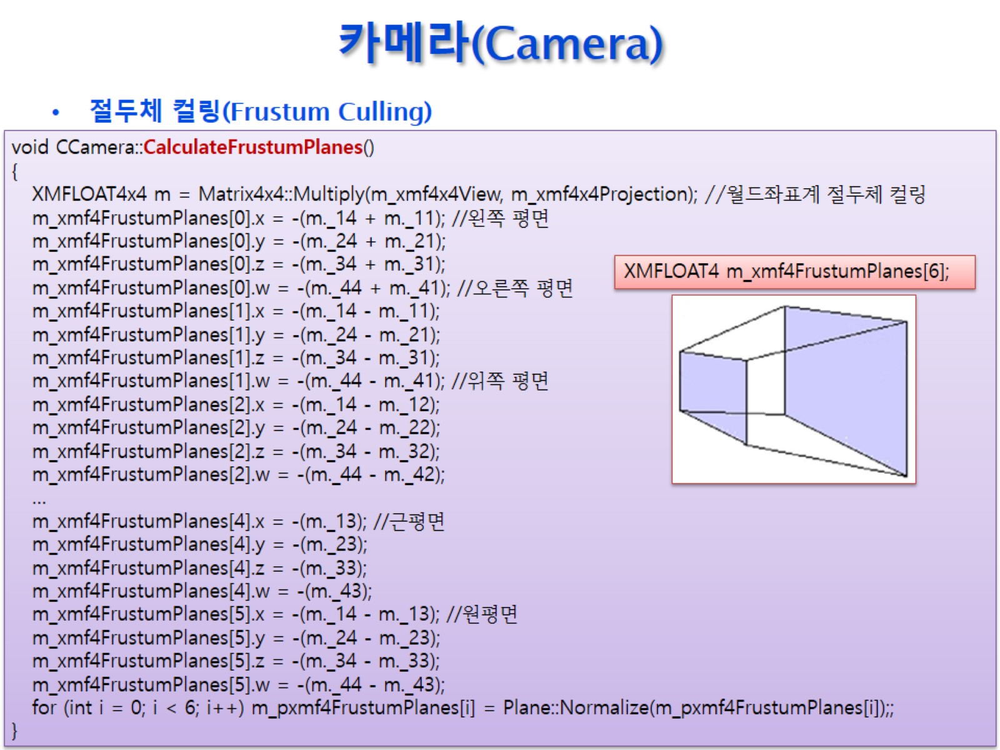 카메라(Camera)
• 절두체 컬링(Frustum Culling)
void CCamera::CalculateFrustumPlanes()
{
XMFLOAT4x4 m = Matrix4x4::Multiply(m_xmf4x4View, m_xmf4x4Projection); //월드좌표계 절두체 컬링
m_xmf4FrustumPlanes[0].x = -(m._14 + m._11); //왼쪽 평면
m_xmf4FrustumPlanes[0].y = -(m._24 + m._21);
m_xmf4FrustumPlanes[0].z = -(m._34 + m._31);
m_xmf4FrustumPlanes[0].w = -(m._44 + m._41); //오른쪽 평면
m_xmf4FrustumPlanes[1].x = -(m._14 - m._11);
m_xmf4FrustumPlanes[1].y = -(m._24 - m._21);
m_xmf4FrustumPlanes[1].z = -(m._34 - m._31);
m_xmf4FrustumPlanes[1].w = -(m._44 - m._41); //위쪽 평면
m_xmf4FrustumPlanes[2].x = -(m._14 - m._12);
m_xmf4FrustumPlanes[2].y = -(m._24 - m._22);
m_xmf4FrustumPlanes[2].z = -(m._34 - m._32);
m_xmf4FrustumPlanes[2].w = -(m._44 - m._42);
...
m_xmf4FrustumPlanes[4].x = -(m._13); //근평면
m_xmf4FrustumPlanes[4].y = -(m._23);
m_xmf4FrustumPlanes[4].z = -(m._33);
m_xmf4FrustumPlanes[4].w = -(m._43);
m_xmf4FrustumPlanes[5].x = -(m._14 - m._13); //원평면
m_xmf4FrustumPlanes[5].y = -(m._24 - m._23);
m_xmf4FrustumPlanes[5].z = -(m._34 - m._33);
m_xmf4FrustumPlanes[5].w = -(m._44 - m._43);
for (int i = 0; i < 6; i++) m_pxmf4FrustumPlanes[i] = Plane::Normalize(m_pxmf4FrustumPlanes[i]);;
}
XMFLOAT4 m_xmf4FrustumPlanes[6];